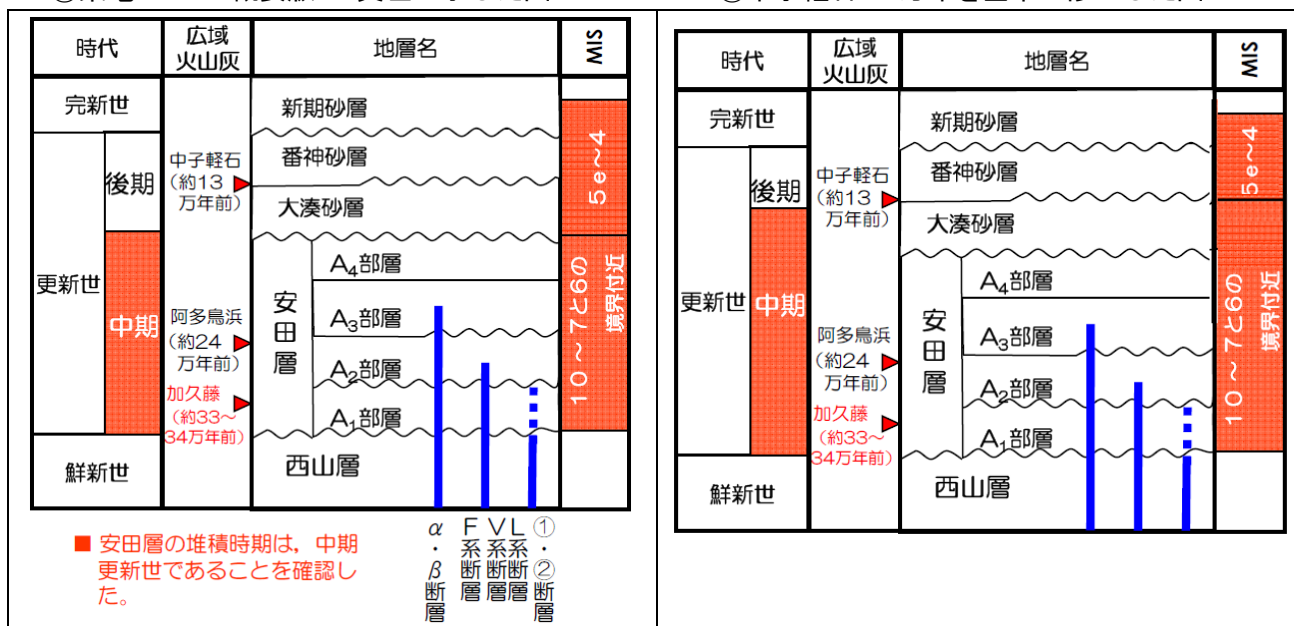 時代
広域
火山灰
地層名
MIS
完新世
更新世
後期
中期
鮮新世
中子軽石
(約13
万年前)
阿多鳥浜
(約24
万年前)
加久藤
(約33~
34万年前)
新期砂層
番神砂層
大湊砂層
安田層
A4部層
A3部層
A2部層
A1部層
西山層
5e~4
10~7と6の
境界付近
■ 安田層の堆積時期は,中期
更新世であることを確認し
た。
α・β断層
F系断層
V系断層
L系断層
①・②断層
時代
広域
火山灰
地層名
MIS
完新世
更新世
後期
中期
鮮新世
中子軽石
(約13
万年前)
阿多鳥浜
(約24
万年前)
加久藤
(約33~
34万年前)
新期砂層
番神砂層
大湊砂層
安田層
A4部層
A3部層
A2部層
A1部層
西山層
5e~4
10~7と6の
境界付近